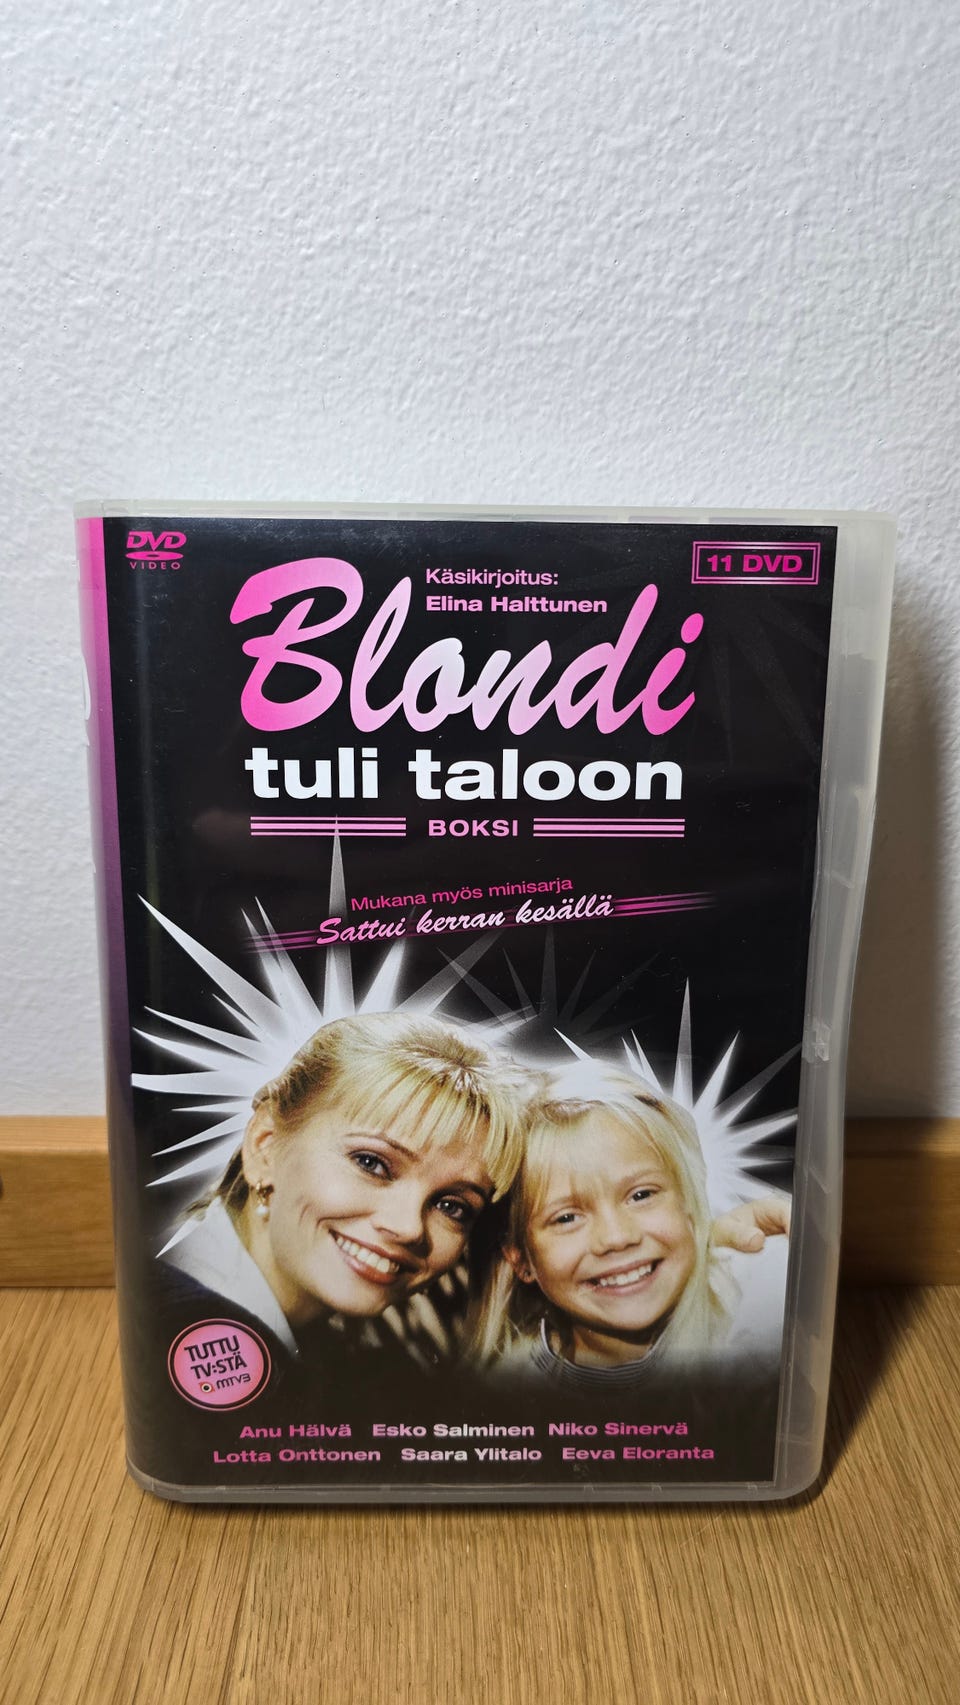 DVD
VIDEO
11 DVD
Käsikirjoitus:
Elina Halttunen
Blondi
tuli taloon
BOKSI
Mukana myös minisarja
Sattui kerran kesällä
TUTTU
TV:STÄ
MTV3
Anu Hälvä Esko Salminen Niko Sinervä
Lotta Onttonen Saara Ylitalo Eeva Eloranta